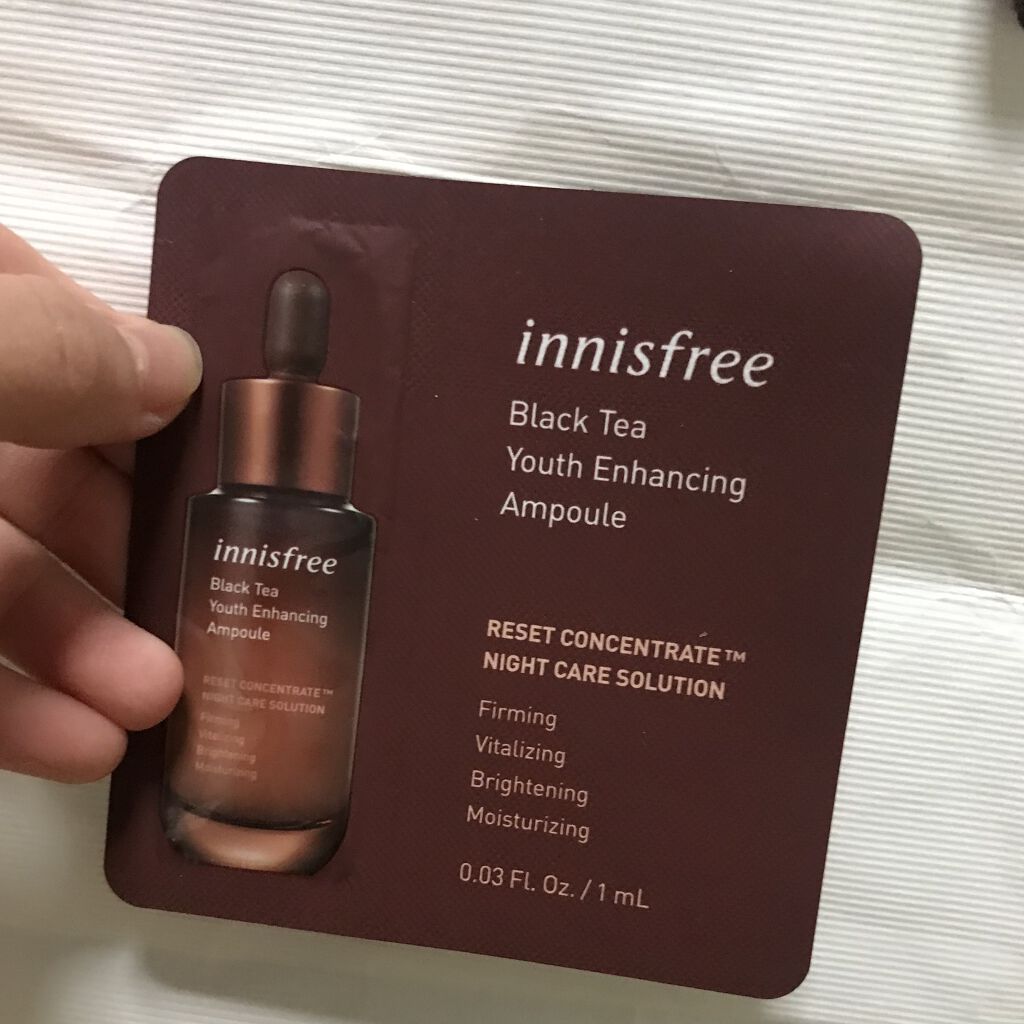 innisfree
Black Tea
Youth Enhancing
Ampoule
RESET CONCENTRATE™
NIGHT CARE SOLUTION
Firming
Vitalizing
Brightening
Moisturizing
0.03 Fl. Oz. / 1 mL
innisfree
Black Tea
Youth Enhancing
Ampoule
RESET CONCENTRATE™
NIGHT CARE SOLUTION
Firming
Vitalizing
Brightening
Moisturizing